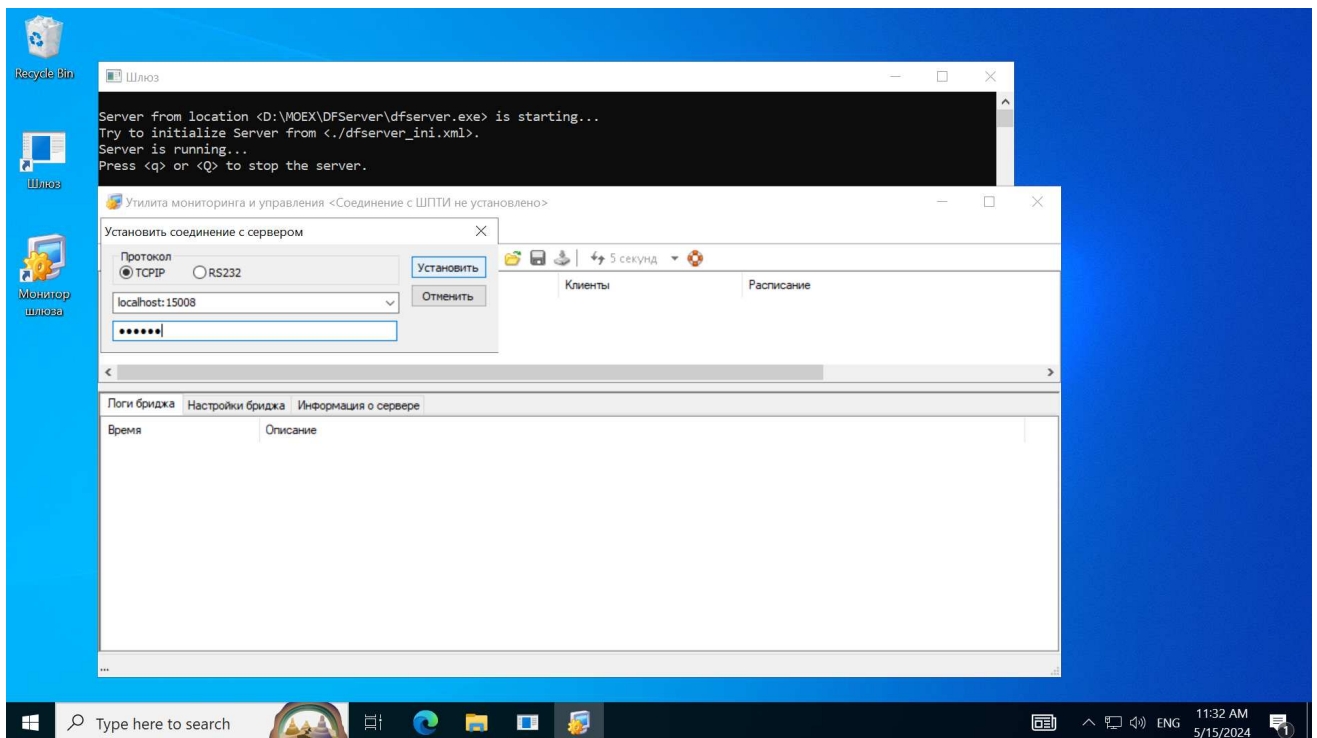 Recycle Bin
Шлюз
Server from location <D:\MOEX\DFServer\dfserver.exe> is starting...
Try to initialize Server from <./dfserver_ini.xml>.
Server is running...
Press <q> or <Q> to stop the server.
Шлюз
Утилита мониторинга и управления <Соединение с ШПТИ не установлено>
Установить соединение с сервером
Протокол
TCPIP RS232
Установить
5 секунд
Монитор
шлюза
localhost:15008
Отменить
Клиенты Расписание
••••••
Логи бриджа Настройки бриджа Информация о сервере
Время Описание
...
Type here to search
ENG
11:32 AM
5/15/2024
1